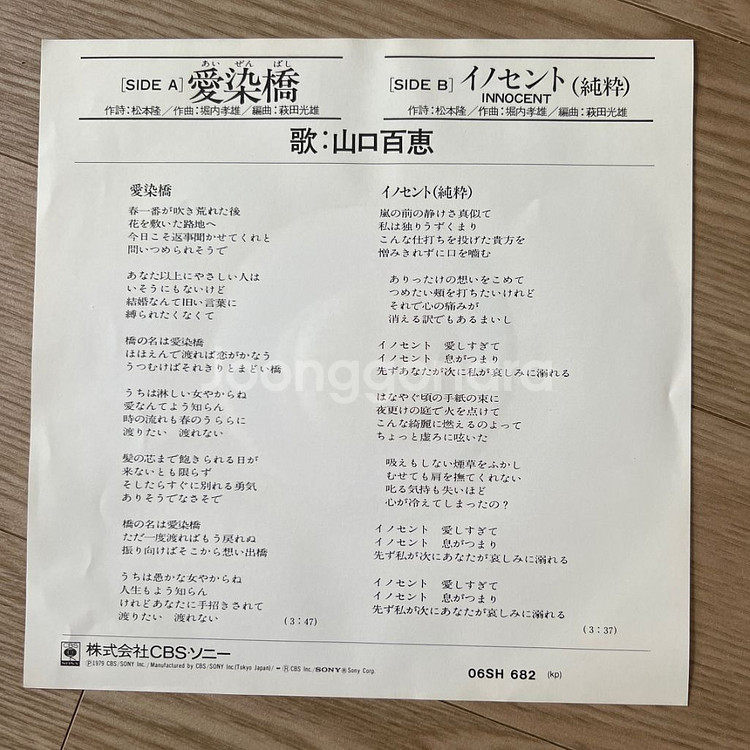 [SIDE A] 愛染橋
あい ぜん ばし
作詩:松本隆/作曲:堀内孝雄/編曲:萩田光雄
[SIDE B] イノセント(純粋)
INNOCENT
作詩:松本隆/作曲:堀内孝雄/編曲:萩田光雄
歌:山口百恵
愛染橋
春一番が吹き荒れた後
花を敷いた路地へ
今日こそ返事聞かせてくれと
問いつめられそうで
あなた以上にやさしい人は
いそうにもないけど
結婚なんて旧い言葉に
縛られたくなくて
橋の名は愛染橋
ほほえんで渡れば恋がかなう
うつむけばそれきりとまどい橋
うちは淋しい女やからね
愛なんてよう知らん
時の流れも春のうららに
渡りたい 渡れない
髪の芯まで飽きられる日が
来ないとも限らず
そしたらすぐに別れる勇気
ありそうでなさそで
橋の名は愛染橋
ただ一度渡ればもう戻れぬ
振り向けばそこから想い出橋
うちは愚かな女やからね
人生もよう知らん
けれどあなたに手招きされて
渡りたい 渡れない
(3:47)
イノセント(純粋)
嵐の前の静けさ真似て
私は独りうずくまり
こんな仕打ちを投げた貴方を
憎みきれずに口を噛む
ありったけの想いをこめて
つめたい頬を打ちたいけれど
それで心の痛みが
消える訳でもあるまいし
イノセント 愛しすぎて
イノセント 息がつまり
先ずあなたが次に私が哀しみに溺れる
はなやぐ頃の手紙の束に
夜更けの庭で火を点けて
こんな綺麗に燃えるのよって
ちょっと虚ろに呟いた
吸えもしない煙草をふかし
むせても肩を撫てくれない
叱る気持も失いほど
心が冷えてしまったの?
イノセント 愛しすぎて
イノセント 息がつまり
先ず私が次にあなたが哀しみに溺れる
イノセント 愛しすぎて
イノセント 息がつまり
先ず私が次にあなたが哀しみに溺れる
(3:37)
joonggonara
CBS SONY 株式会社CBS・ソニー
Ⓟ1979 CBS/SONY Inc./Manufactured by CBS/SONY Inc.(Tokyo Japan)/ CBS Inc./SONY Sony Corp.
06SH 682 (kp)